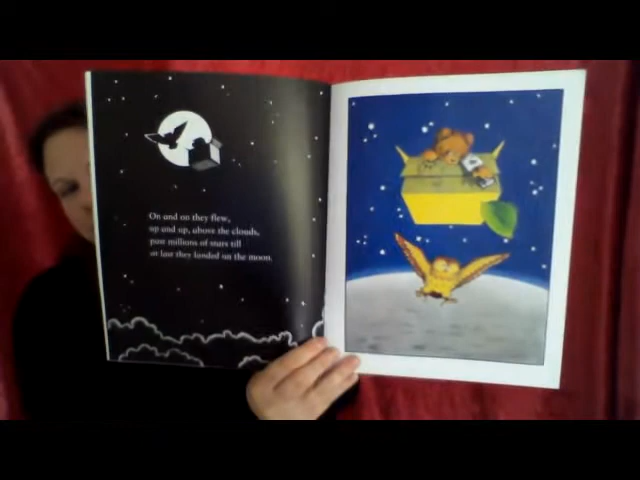 On and on they flew,
up and up, above the clouds,
past millions of stars till
at last they landed on the moon.